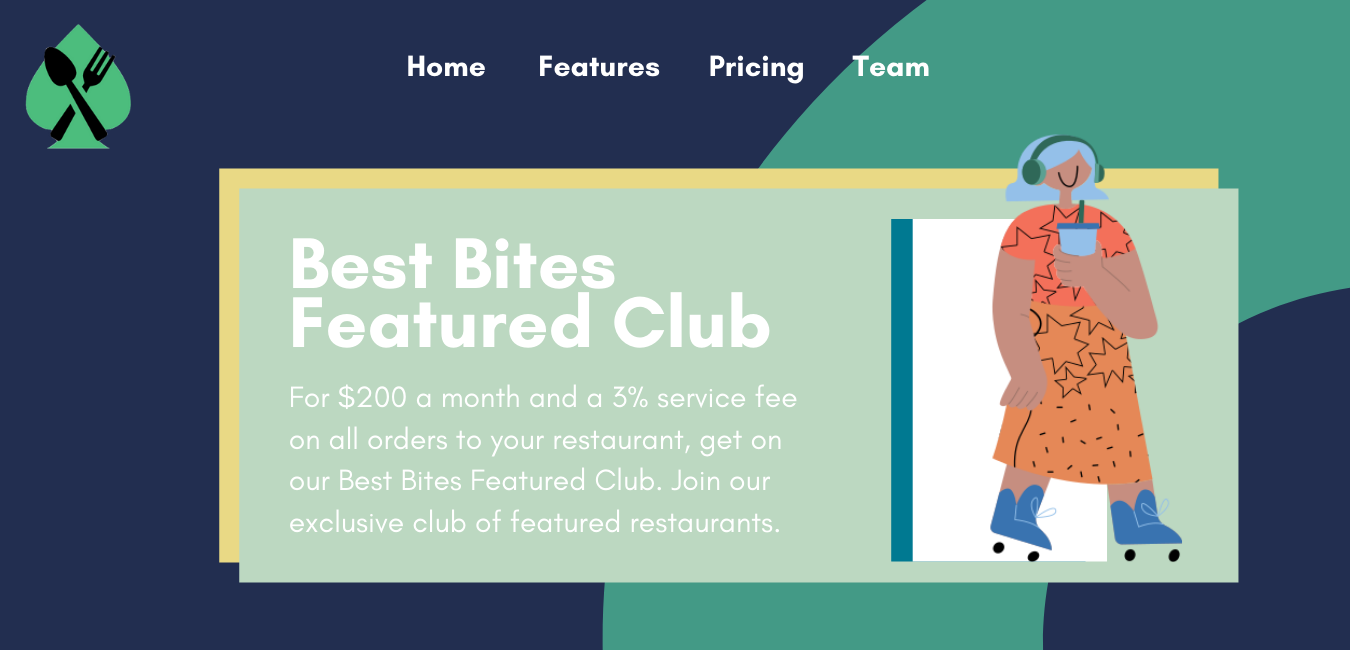 Home Features Pricing Team
Best Bites
Featured Club
For $200 a month and a 3% service fee
on all orders to your restaurant, get on
our Best Bites Featured Club. Join our
exclusive club of featured restaurants.